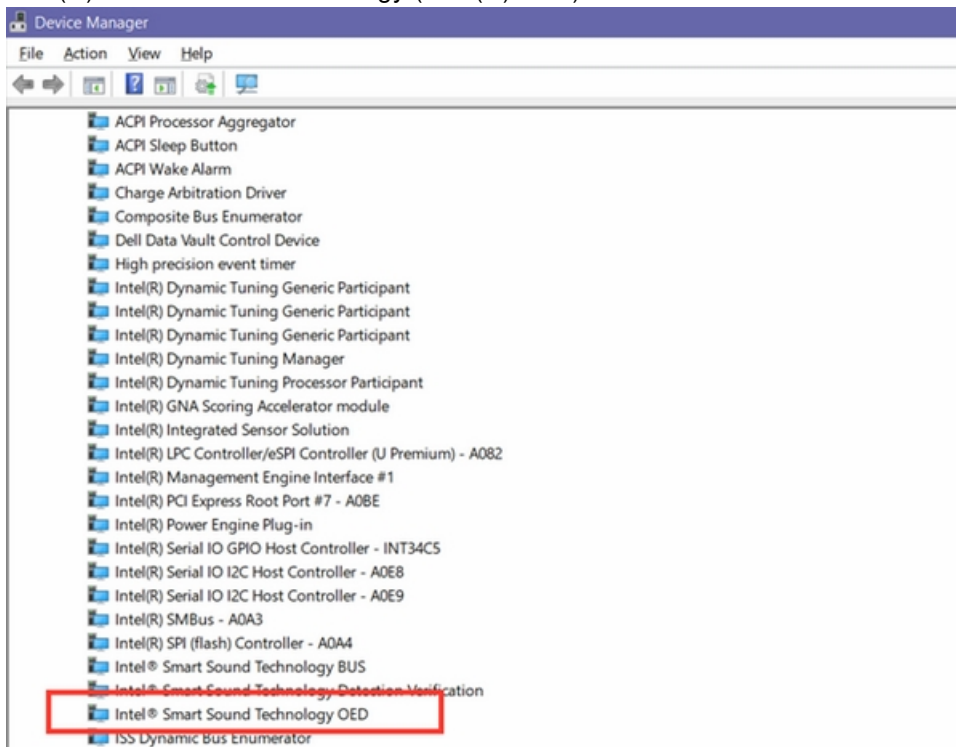 Device Manager
File Action View Help
ACPI Processor Aggregator
ACPI Sleep Button
ACPI Wake Alarm
Charge Arbitration Driver
Composite Bus Enumerator
Dell Data Vault Control Device
High precision event timer
Intel(R) Dynamic Tuning Generic Participant
Intel(R) Dynamic Tuning Generic Participant
Intel(R) Dynamic Tuning Generic Participant
Intel(R) Dynamic Tuning Manager
Intel(R) Dynamic Tuning Processor Participant
Intel(R) GNA Scoring Accelerator module
Intel(R) Integrated Sensor Solution
Intel(R) LPC Controller/eSPI Controller (U Premium) - A082
Intel(R) Management Engine Interface #1
Intel(R) PCI Express Root Port #7 - A0BE
Intel(R) Power Engine Plug-in
Intel(R) Serial IO GPIO Host Controller - INT34C5
Intel(R) Serial IO I2C Host Controller - A0E8
Intel(R) Serial IO I2C Host Controller - A0E9
Intel(R) SMBus - A0A3
Intel(R) SPI (flash) Controller - A0A4
Intel® Smart Sound Technology BUS
Intel® Smart Sound Technology Detection Verification
Intel® Smart Sound Technology OED
ISS Dynamic Bus Enumerator